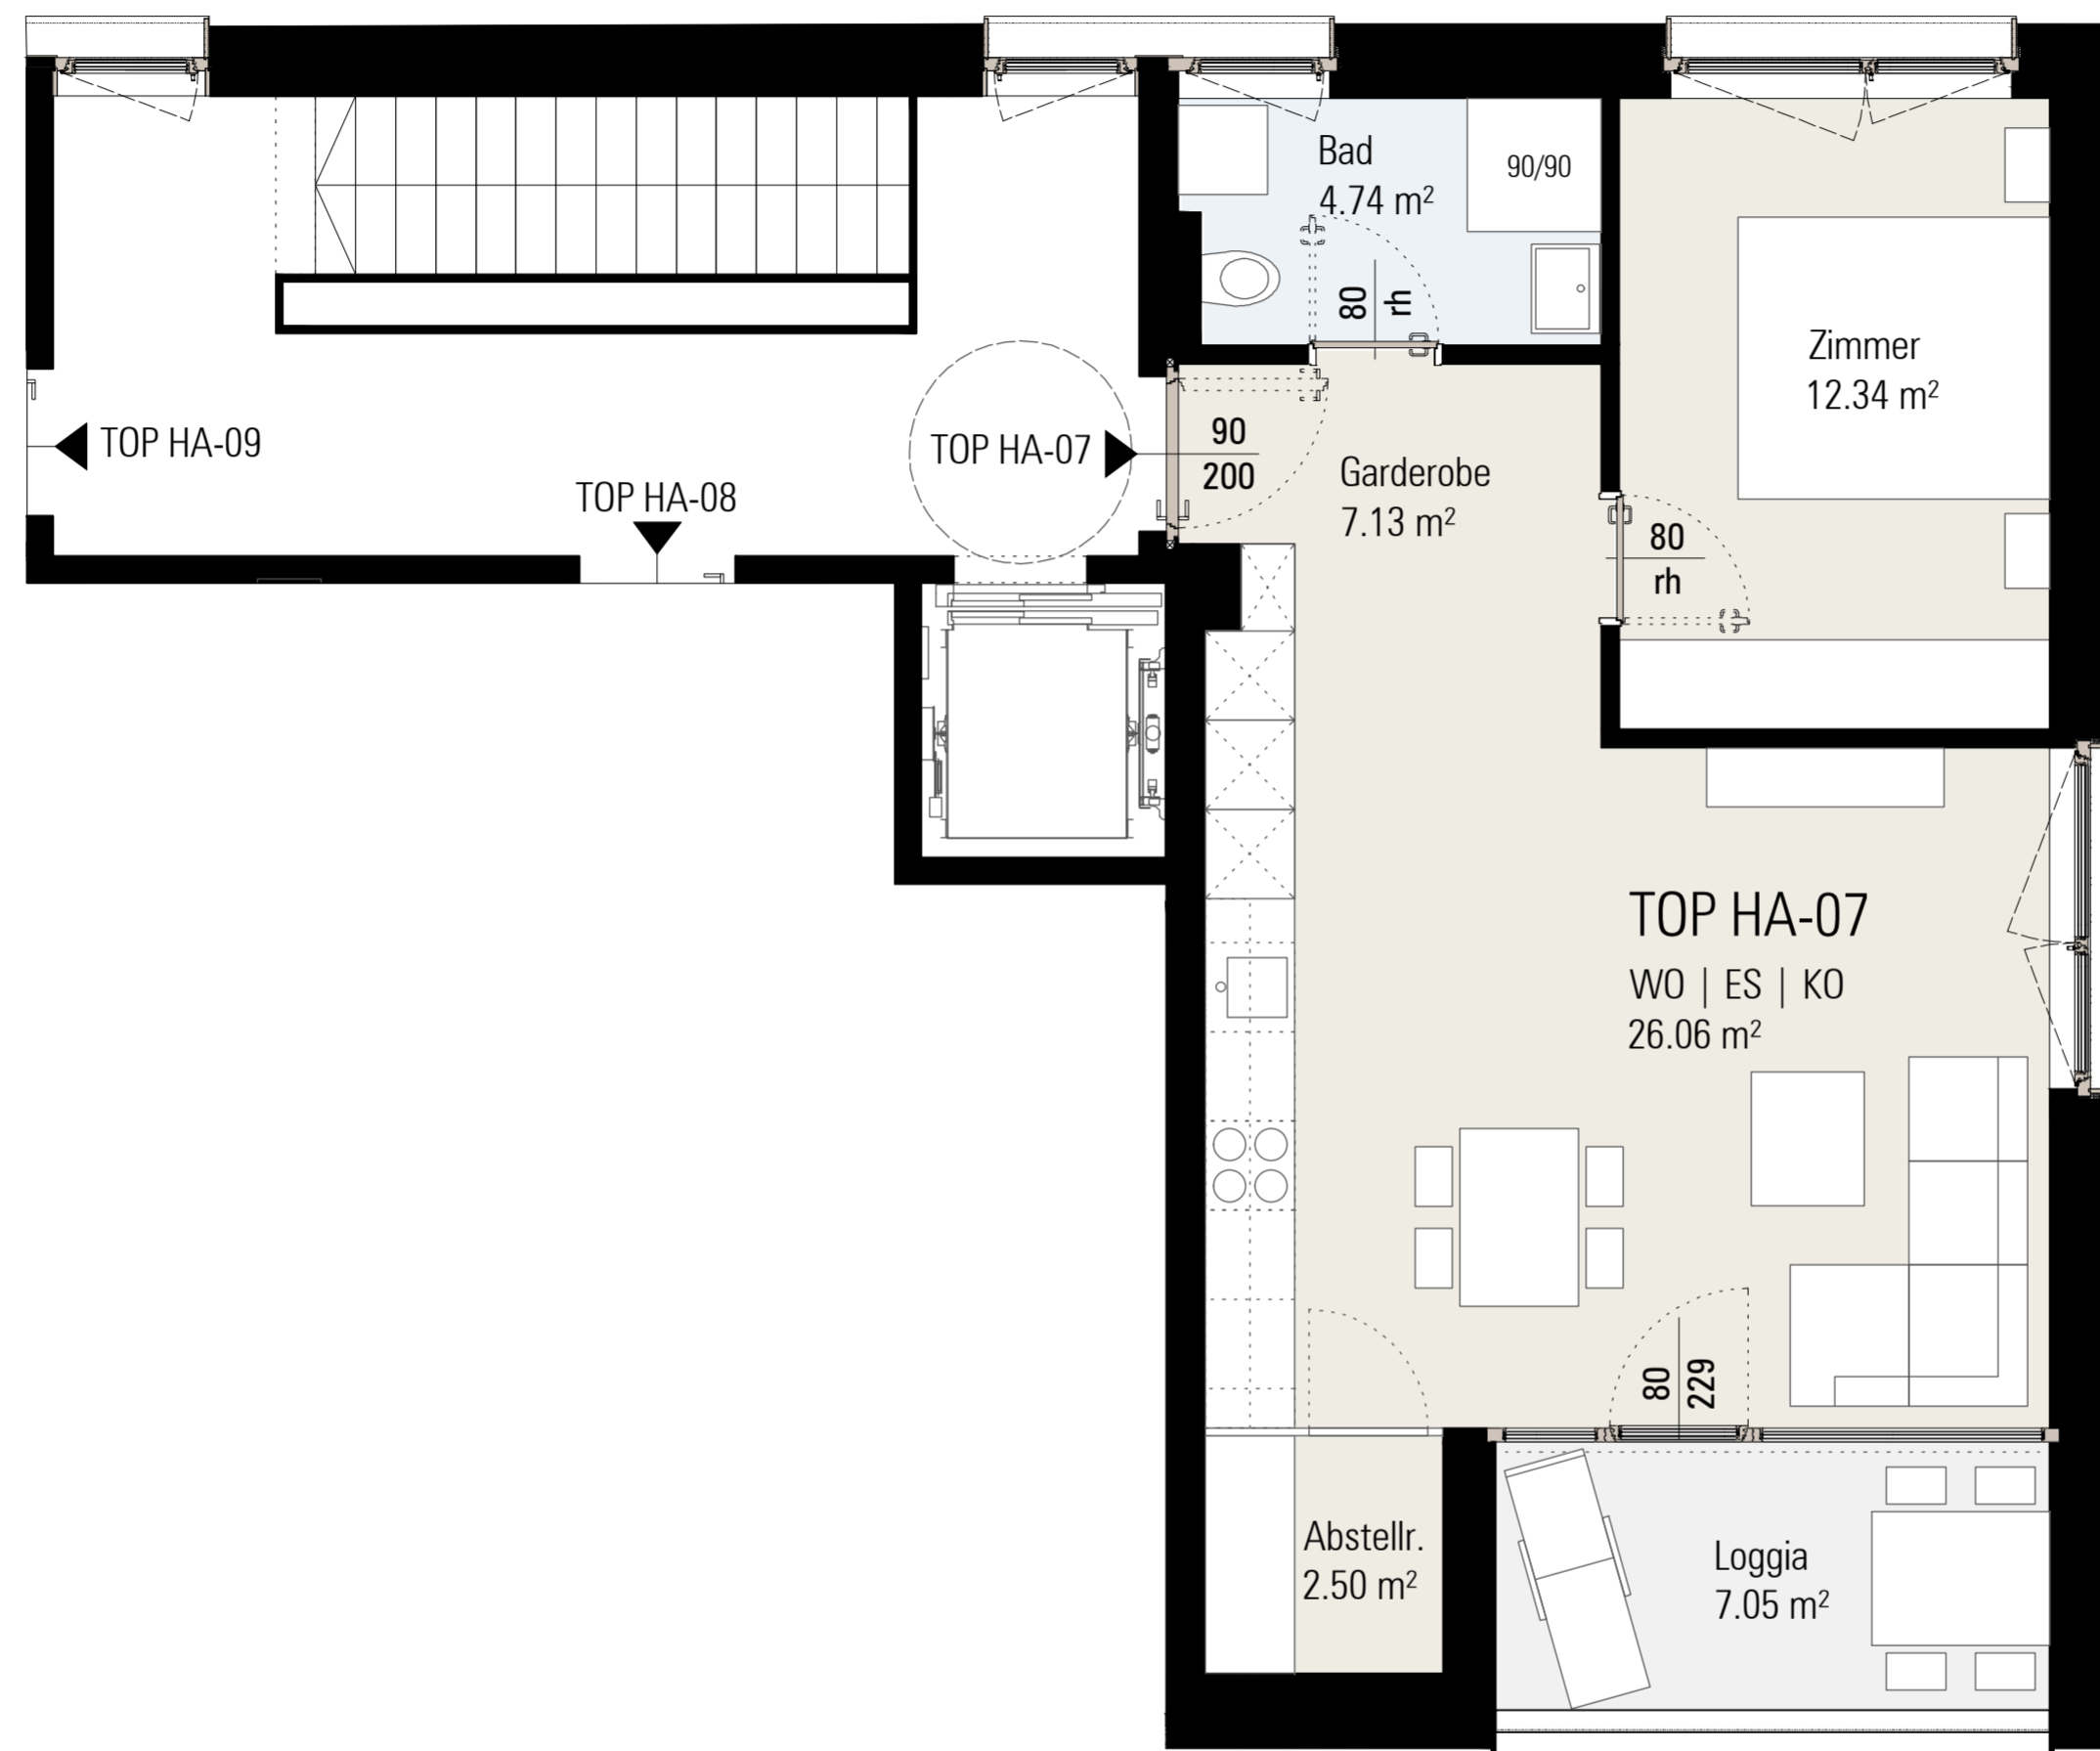 Bad
4.74 m²
90/90
80
rh
Zimmer
12.34 m²
TOP HA-09
TOP HA-07
90
200
Garderobe
7.13 m²
TOP HA-08
80
rh
TOP HA-07
WO | ES | KO
26.06 m²
80
229
Abstellr.
2.50 m²
Loggia
7.05 m²